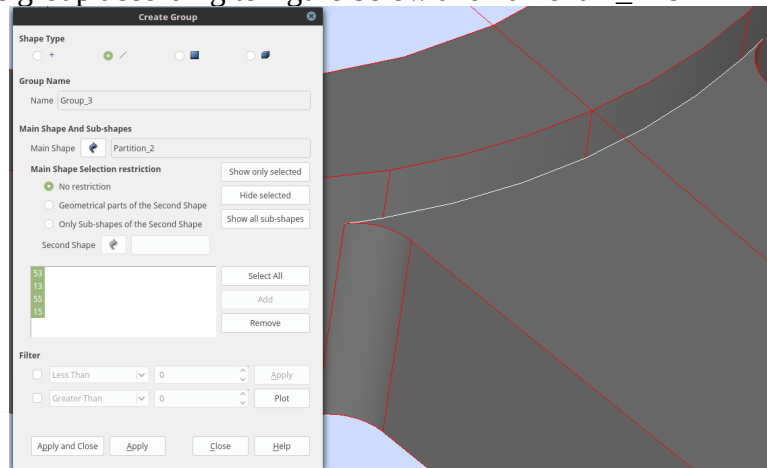 Create Group
Shape Type
Group Name
Name Group_3
Main Shape And Sub-shapes
Main Shape Partition_2
Main Shape Selection restriction
No restriction
Geometrical parts of the Second Shape
Only Sub-shapes of the Second Shape
Second Shape
Show only selected
Hide selected
Show all sub-shapes
53
13
55
15
Select All
Add
Remove
Filter
Less Than 0 Apply
Greater Than 0 Plot
Apply and Close Apply Close Help